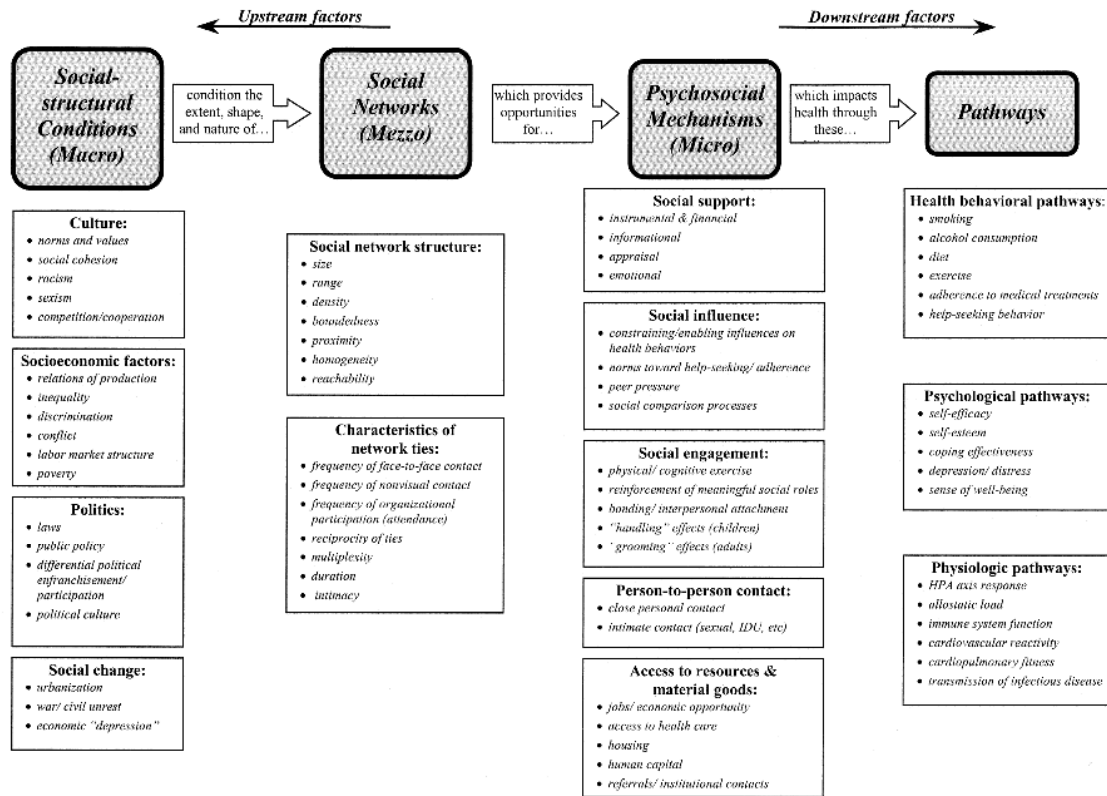 Upstream factors
Downstream factors
Social-
structural
Conditions
(Macro)
condition the
extent, shape,
and nature of…
Social
Networks
(Mezzo)
which provides
opportunities
for…
Psychosocial
Mechanisms
(Micro)
which impacts
health through
these…
Pathways
Culture:
• norms and values
• social cohesion
• racism
• sexism
• competition/cooperation
Socioeconomic factors:
• relations of production
• inequality
• discrimination
• conflict
• labor market structure
• poverty
Politics:
• laws
• public policy
• differential political
enfranchisement/
participation
• political culture
Social change:
• urbanization
• war/ civil unrest
• economic "depression"
Social network structure:
• size
• range
• density
• boundedness
• proximity
• homogeneity
• reachability
Characteristics of
network ties:
• frequency of face-to-face contact
• frequency of nonvisual contact
• frequency of organizational
participation (attendance)
• reciprocity of ties
• multiplexity
• duration
• intimacy
Social support:
• instrumental & financial
• informational
• appraisal
• emotional
Social influence:
• constraining/enabling influences on
health behaviors
• norms toward help-seeking/ adherence
• peer pressure
• social comparison processes
Social engagement:
• physical/ cognitive exercise
• reinforcement of meaningful social roles
• bonding/ interpersonal attachment
• "handling" effects (children)
• "grooming" effects (adults)
Person-to-person contact:
• close personal contact
• intimate contact (sexual, IDU, etc)
Access to resources &
material goods:
• jobs/ economic opportunity
• access to health care
• housing
• human capital
• referrals/ institutional contacts
Health behavioral pathways:
• smoking
• alcohol consumption
• diet
• exercise
• adherence to medical treatments
• help-seeking behavior
Psychological pathways:
• self-efficacy
• self-esteem
• coping effectiveness
• depression/ distress
• sense of well-being
Physiologic pathways:
• HPA axis response
• allostatic load
• immune system function
• cardiovascular reactivity
• cardiopulmonary fitness
• transmission of infectious disease